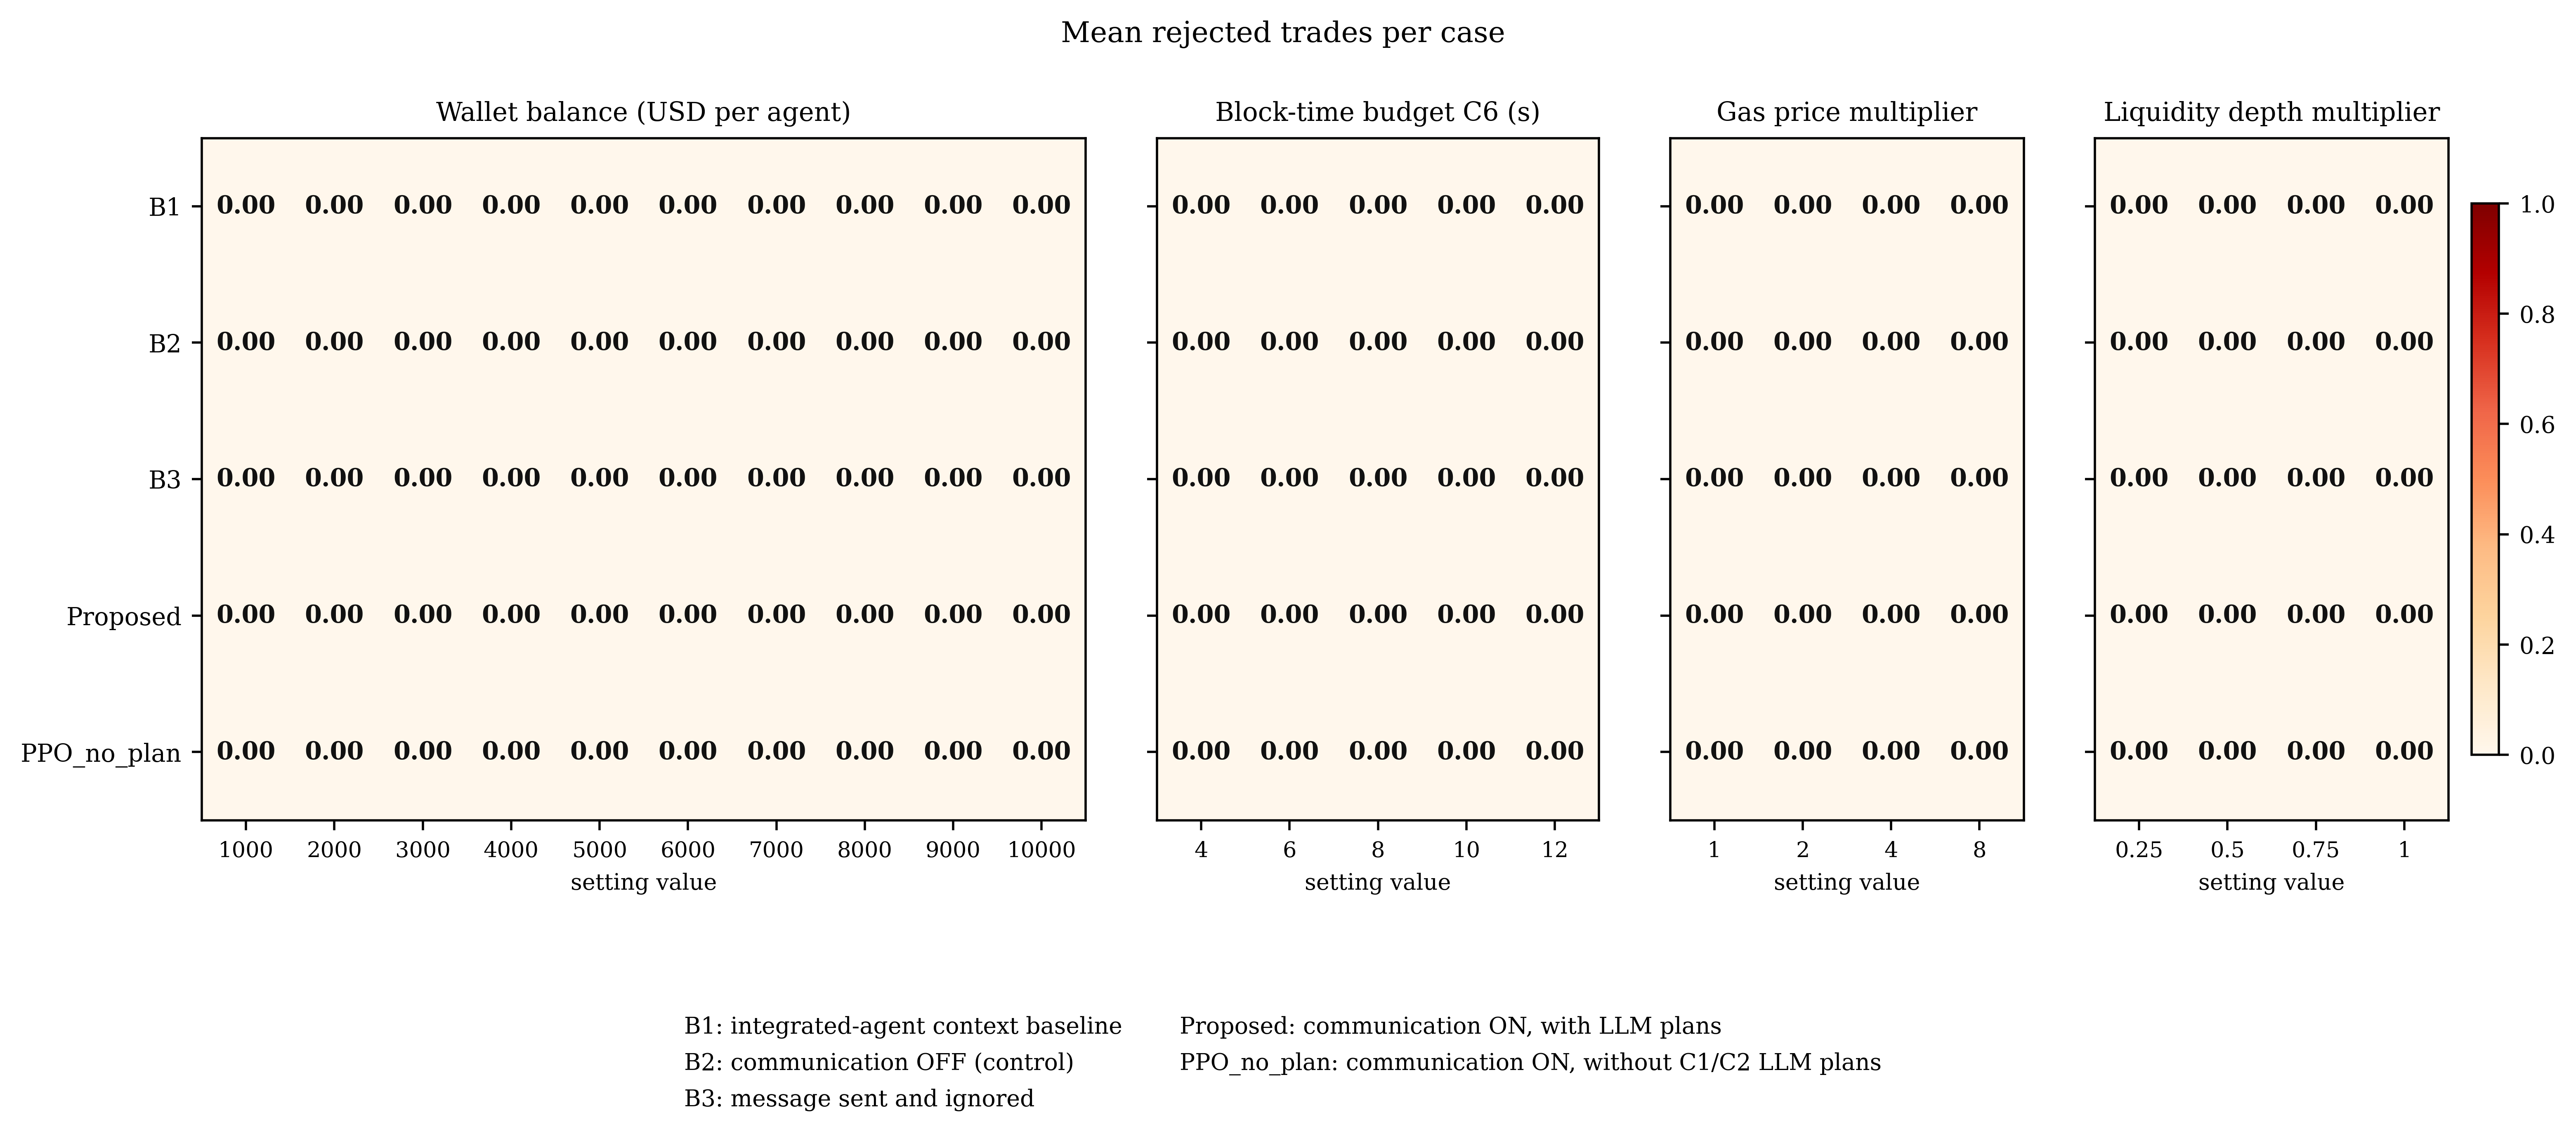 Mean rejected trades per case
Wallet balance (USD per agent) Block-time budget C6 (s) Gas price multiplier Liquidity depth multiplier
B1 0.00 0.00 0.00 0.00 0.00 0.00 0.00 0.00 0.00 0.00 0.00 0.00 0.00 0.00 0.00 0.00 0.00 0.00 0.00 0.00 0.00 0.00 0.00 1.0
0.8
B2 0.00 0.00 0.00 0.00 0.00 0.00 0.00 0.00 0.00 0.00 0.00 0.00 0.00 0.00 0.00 0.00 0.00 0.00 0.00 0.00 0.00 0.00 0.00
0.6
B3 0.00 0.00 0.00 0.00 0.00 0.00 0.00 0.00 0.00 0.00 0.00 0.00 0.00 0.00 0.00 0.00 0.00 0.00 0.00 0.00 0.00 0.00 0.00
0.4
Proposed 0.00 0.00 0.00 0.00 0.00 0.00 0.00 0.00 0.00 0.00 0.00 0.00 0.00 0.00 0.00 0.00 0.00 0.00 0.00 0.00 0.00 0.00 0.00
0.2
PPO_no_plan 0.00 0.00 0.00 0.00 0.00 0.00 0.00 0.00 0.00 0.00 0.00 0.00 0.00 0.00 0.00 0.00 0.00 0.00 0.00 0.00 0.00 0.00 0.00 0.0
1000 2000 3000 4000 5000 6000 7000 8000 9000 10000 4 6 8 10 12 1 2 4 8 0.25 0.5 0.75 1
setting value setting value setting value setting value
B1: integrated-agent context baseline Proposed: communication ON, with LLM plans
B2: communication OFF (control) PPO_no_plan: communication ON, without C1/C2 LLM plans
B3: message sent and ignored